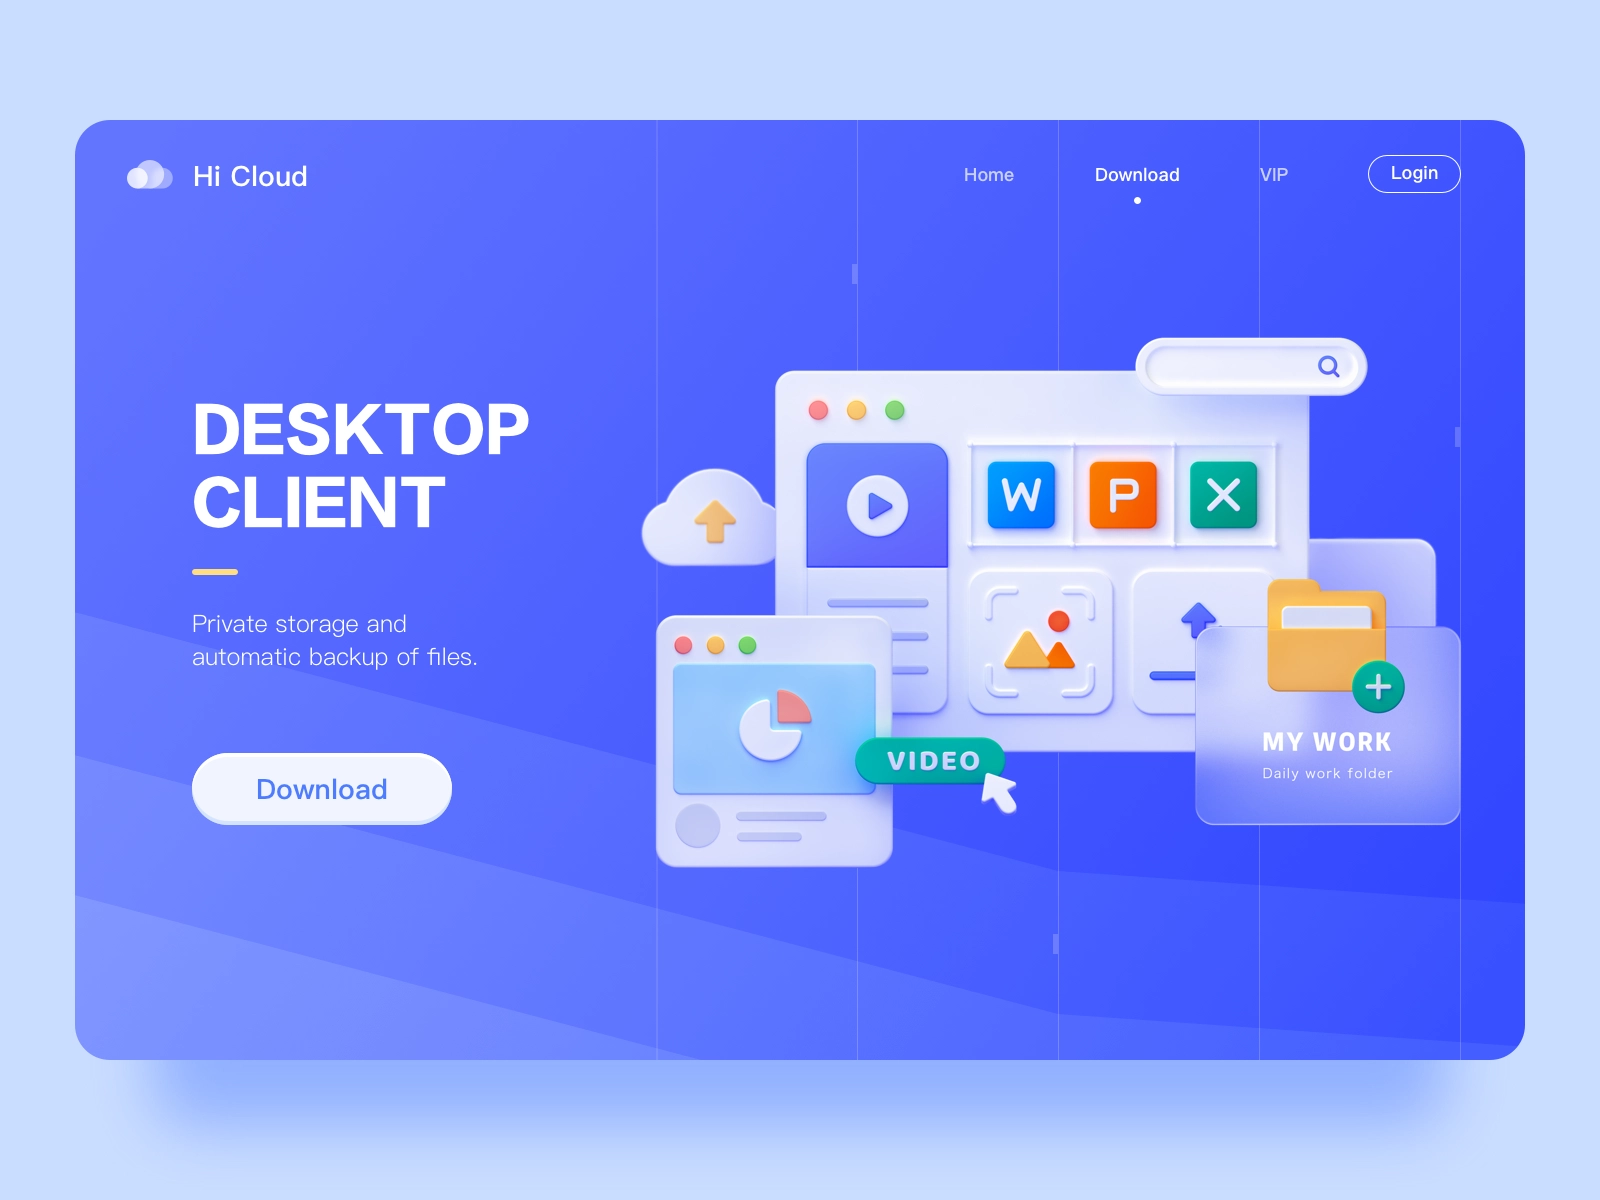 Hi Cloud
Home
Download
VIP
Login
DESKTOP
CLIENT
Private storage and
automatic backup of files.
Download
W
P
X
VIDEO
MY WORK
Daily work folder